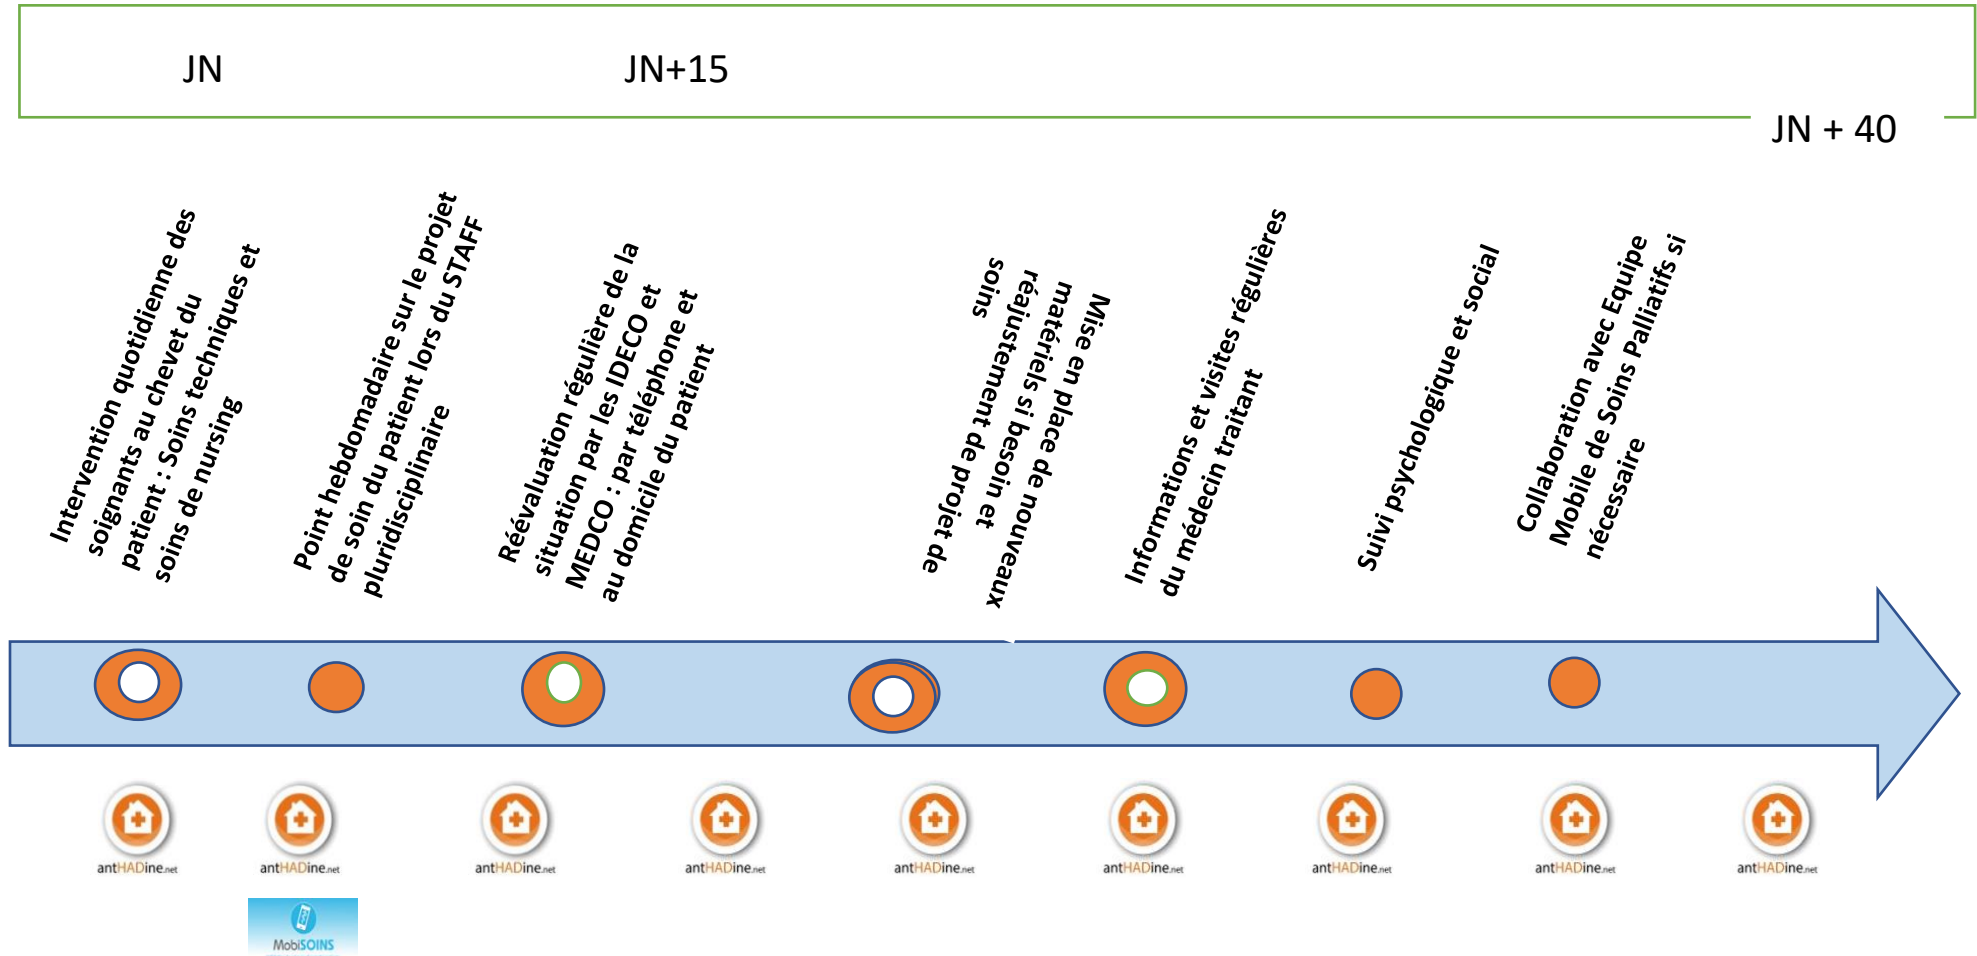 JN
JN+15
JN + 40
Intervention quotidienne des
soignants au chevet du
patient : Soins techniques et
soins de nursing
Point hebdomadaire sur le projet
de soin du patient lors du STAFF
pluridisciplinaire
Réévaluation régulière de la
situation par les IDECO et
MEDCO : par téléphone et
au domicile du patient
Mise en place de nouveaux
matériels si besoin et
réajustement de projet de
soins
Informations et visites régulières
du médecin traitant
Suivi psychologique et social
Collaboration avec Equipe
Mobile de Soins Palliatifs si
nécessaire
antHADine.net
antHADine.net
antHADine.net
antHADine.net
antHADine.net
antHADine.net
antHADine.net
antHADine.net
antHADine.net
MobiSOINS